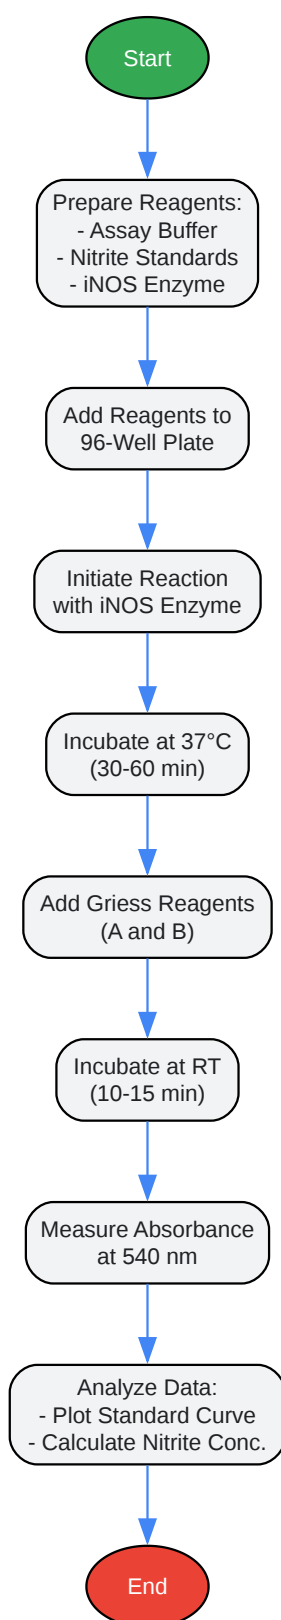 Start
Prepare Reagents:
- Assay Buffer
- Nitrite Standards
- iNOS Enzyme
Add Reagents to
96-Well Plate
Initiate Reaction
with iNOS Enzyme
Incubate at 37°C
(30-60 min)
Add Griess Reagents
(A and B)
Incubate at RT
(10-15 min)
Measure Absorbance
at 540 nm
Analyze Data:
- Plot Standard Curve
- Calculate Nitrite Conc.
End